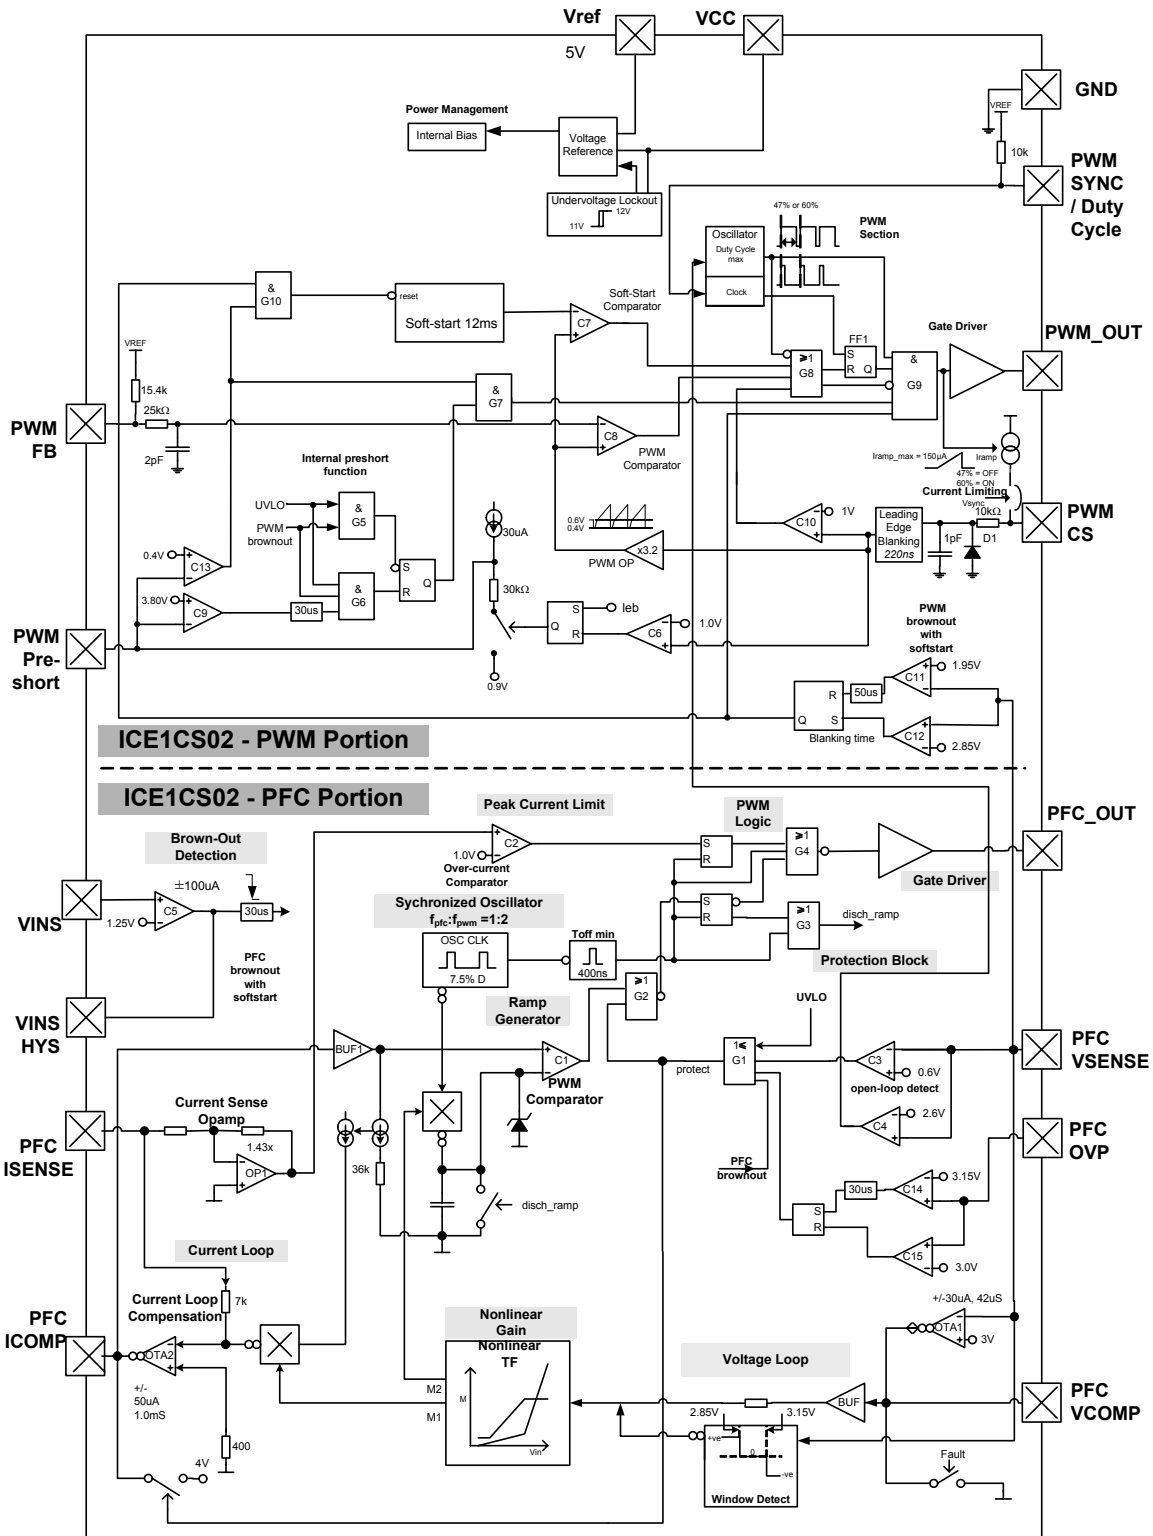 Vref
VCC
5V
GND
Power Management
Internal Bias
Voltage
Reference
VREF
10k
PWM
SYNC
/ Duty
Cycle
Undervoltage Lockout
11V
12V
47% or 60%
PWM
Section
Oscillator
Duty Cycle
max
Clock
&
G10
reset
Soft-start 12ms
Soft-Start
Comparator
C7
Gate Driver
PWM_OUT
FF1
S
R Q
≥1
G8
&
G9
VREF
15.4k
25kΩ
2pF
PWM
FB
&
G7
C8
PWM
Comparator
Iramp_max = 150µA
Iramp
47% = OFF
60% = ON
Current Limiting
Vsync
10kΩ
PWM
CS
Internal preshort
function
UVLO
PWM
brownout
&
G5
30uA
0.6V
0.4V
x3.2
PWM OP
C10
1V
Leading
Edge
Blanking
220ns
1pF
D1
0.4V
C13
S
R
Q
&
G6
3.80V
C9
30us
30kΩ
S
Q
R
leb
C6
1.0V
PWM
brownout
with
softstart
PWM
Pre-
short
0.9V
1.95V
C11
50us
R
Q S
Blanking time
C12
2.85V
ICE1CS02 - PWM Portion
ICE1CS02 - PFC Portion
Peak Current Limit
PWM
Logic
PFC_OUT
Brown-Out
Detection
C2
1.0V
Over-current
Comparator
S
R
≥1
G4
Gate Driver
±100uA
VINS
1.25V
C5
30us
Sychronized Oscillator
fpfc:fpwm =1:2
OSC CLK
7.5% D
Toff min
400ns
S
R
≥1
G3
disch_ramp
Protection Block
PFC
brownout
with
softstart
VINS
HYS
Ramp
Generator
≥1
G2
UVLO
BUF1
C1
PWM
Comparator
protect
1≤
G1
C3
0.6V
open-loop detect
PFC
VSENSE
2.6V
C4
PFC
ISENSE
Current Sense
Opamp
1.43x
OP1
36k
disch_ramp
PFC
brownout
PFC
OVP
3.15V
C14
30us
S
R
C15
3.0V
Current Loop
7k
Current Loop
Compensation
PFC
ICOMP
OTA2
+/-
50uA
1.0mS
400
4V
Nonlinear
Gain
Nonlinear
TF
M
Vin
M2
M1
+/-30uA, 42uS
OTA1
3V
Voltage Loop
BUF
PFC
VCOMP
2.85V
3.15V
+ve
0
-ve
Window Detect
Fault